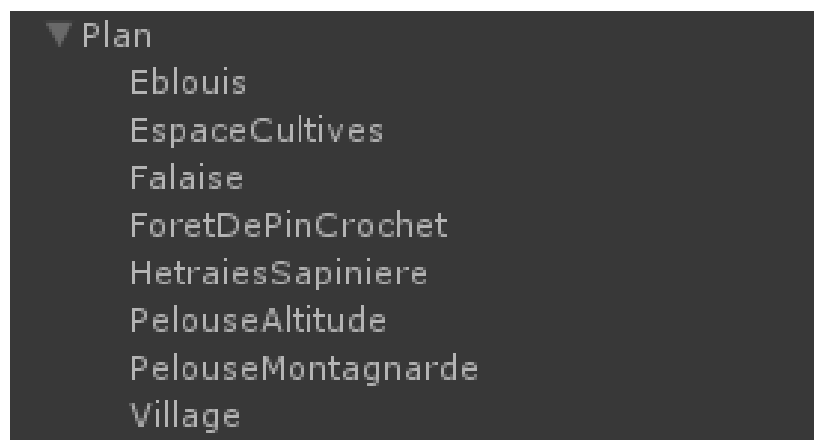 Plan
Eblouis
EspaceCultives
Falaise
ForetDePinCrochet
HetraiesSapiniere
PelouseAltitude
PelouseMontagnarde
Village